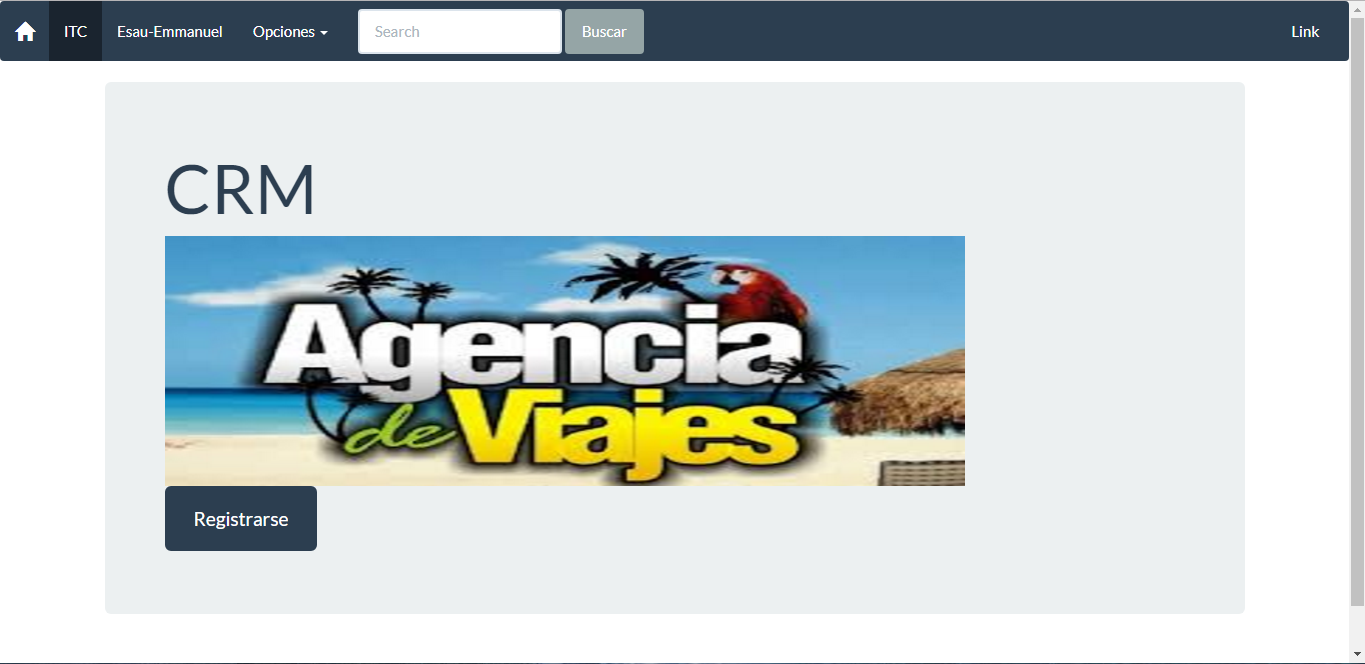 ITC Esau-Emmanuel Opciones Search Buscar Link
CRM
Agencia
de Viajes
Registrarse